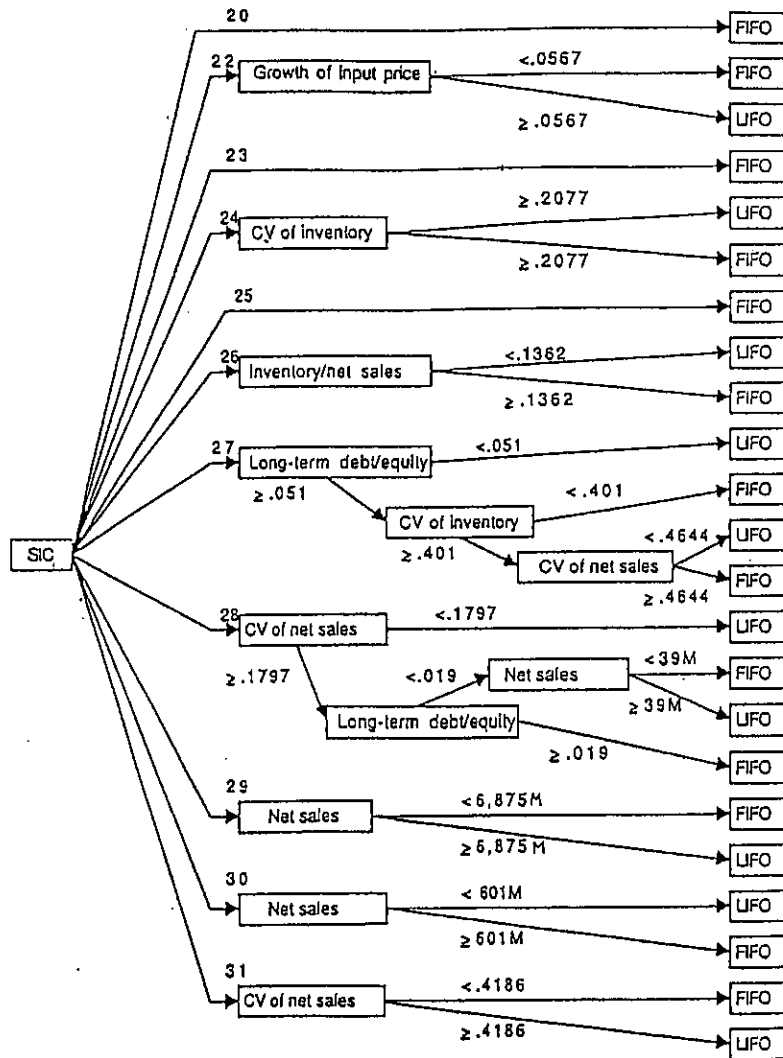 20
FIFO
22
Growth of input price
<.0567
FIFO
≥.0567
LIFO
23
FIFO
24
CV of inventory
≥.2077
LIFO
≥.2077
FIFO
25
FIFO
26
Inventory/net sales
<.1362
LIFO
≥.1362
FIFO
27
Long-term debt/equity
<.051
LIFO
≥.051
CV of inventory
<.401
FIFO
≥.401
CV of net sales
<.4644
LIFO
≥.4644
FIFO
SIC
28
CV of net sales
<.1797
LIFO
≥.1797
Long-term debt/equity
<.019
Net sales
<39M
FIFO
≥39M
LIFO
≥.019
FIFO
29
Net sales
<6,875M
FIFO
≥6,875M
LIFO
30
Net sales
<601M
LIFO
≥601M
FIFO
31
CV of net sales
<.4186
FIFO
≥.4186
LIFO